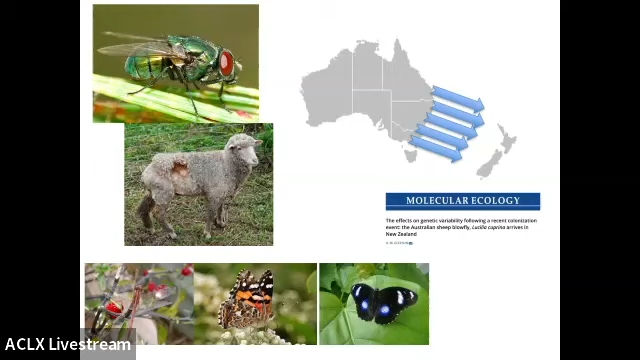 MOLECULAR ECOLOGY
The effects on genetic variability following a recent colonization
event: the Australian sheep blowfly, Lucilia cuprina arrives in
New Zealand
ACLX Livestream